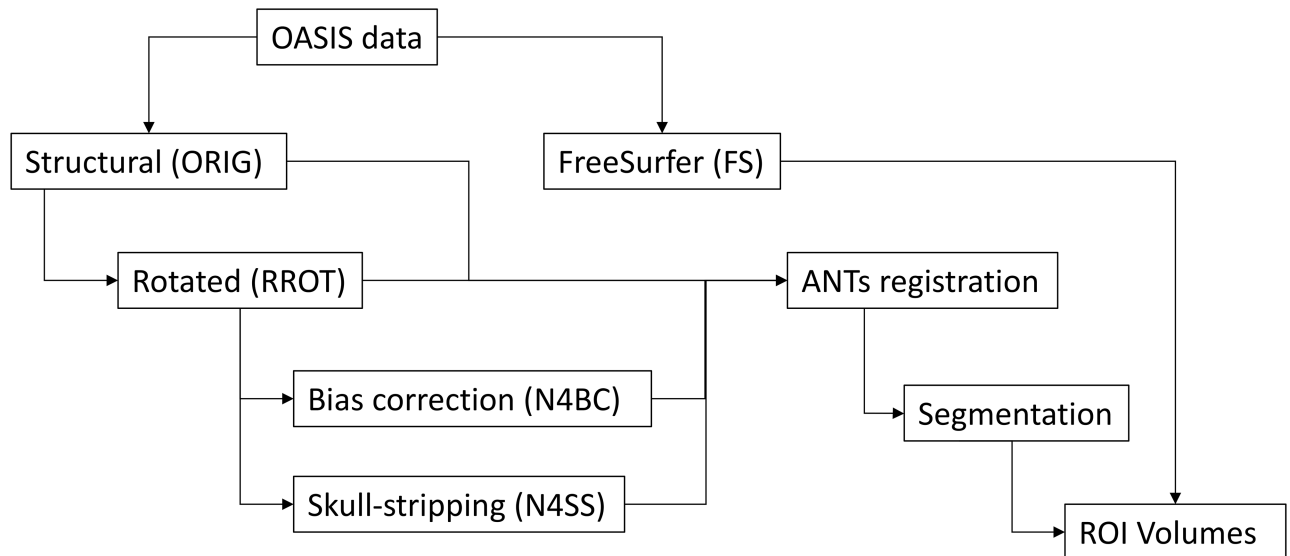 OASIS data
Structural (ORIG)
FreeSurfer (FS)
Rotated (RROT)
ANTs registration
Bias correction (N4BC)
Segmentation
Skull-stripping (N4SS)
ROI Volumes